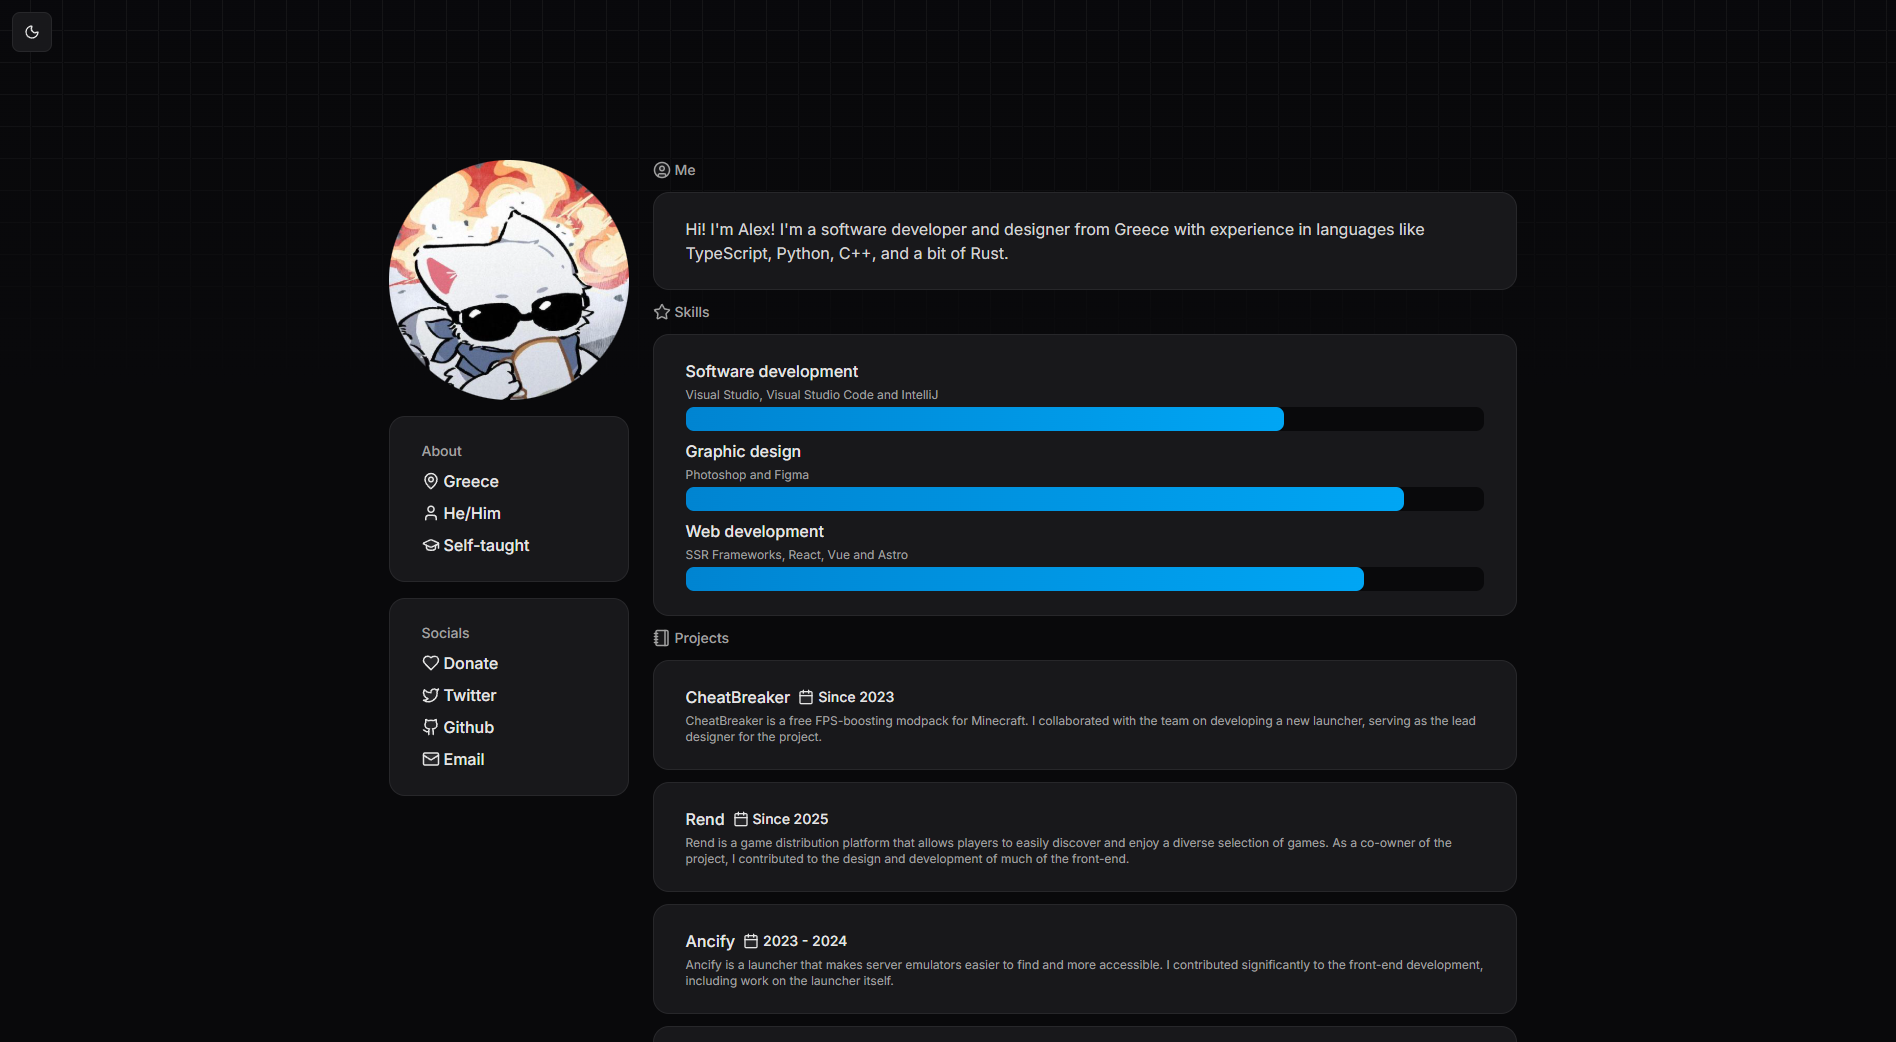 About
Greece
He/Him
Self-taught
Socials
Donate
Twitter
Github
Email
Me
Hi! I'm Alex! I'm a software developer and designer from Greece with experience in languages like
TypeScript, Python, C++, and a bit of Rust.
Skills
Software development
Visual Studio, Visual Studio Code and IntelliJ
Graphic design
Photoshop and Figma
Web development
SSR Frameworks, React, Vue and Astro
Projects
CheatBreaker Since 2023
CheatBreaker is a free FPS-boosting modpack for Minecraft. I collaborated with the team on developing a new launcher, serving as the lead
designer for the project.
Rend Since 2025
Rend is a game distribution platform that allows players to easily discover and enjoy a diverse selection of games. As a co-owner of the
project, I contributed to the design and development of much of the front-end.
Ancify 2023 - 2024
Ancify is a launcher that makes server emulators easier to find and more accessible. I contributed significantly to the front-end development,
including work on the launcher itself.